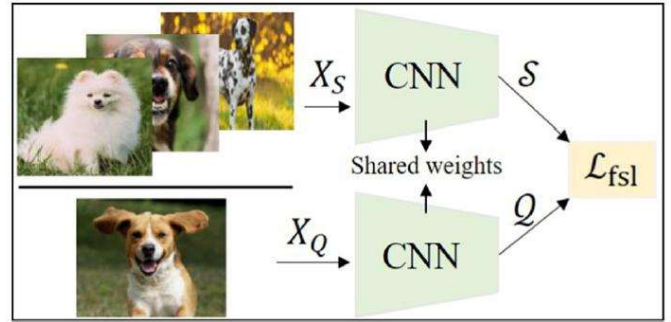 X_S
CNN
𝒮
Shared weights
ℒ_fsl
X_Q
CNN
𝒬